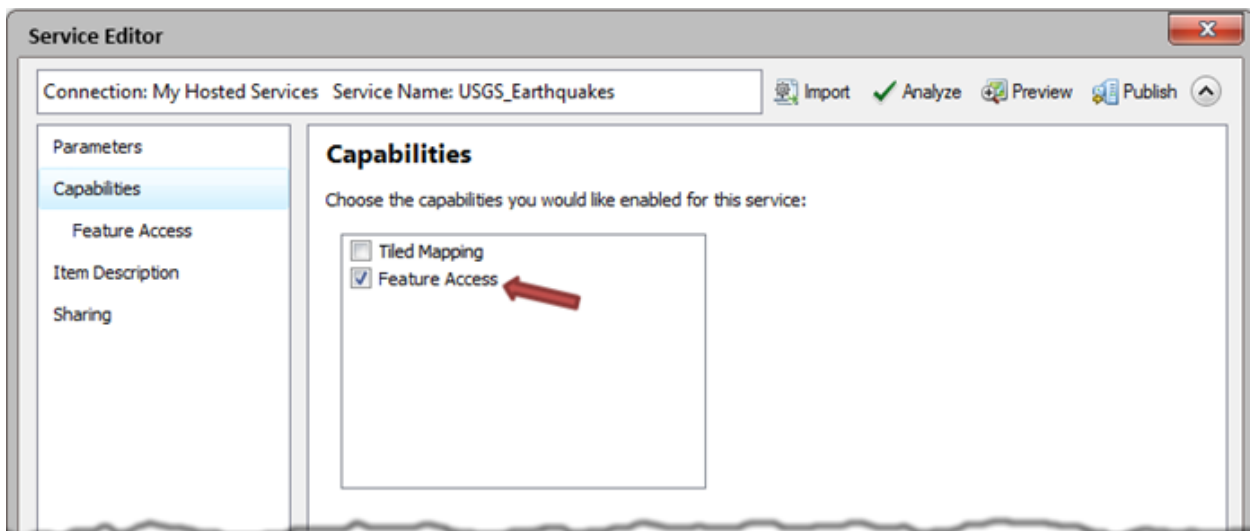 Service Editor
Connection: My Hosted Services Service Name: USGS_Earthquakes
Import Analyze Preview Publish
Parameters
Capabilities
Feature Access
Item Description
Sharing
Capabilities
Choose the capabilities you would like enabled for this service:
Tiled Mapping
Feature Access